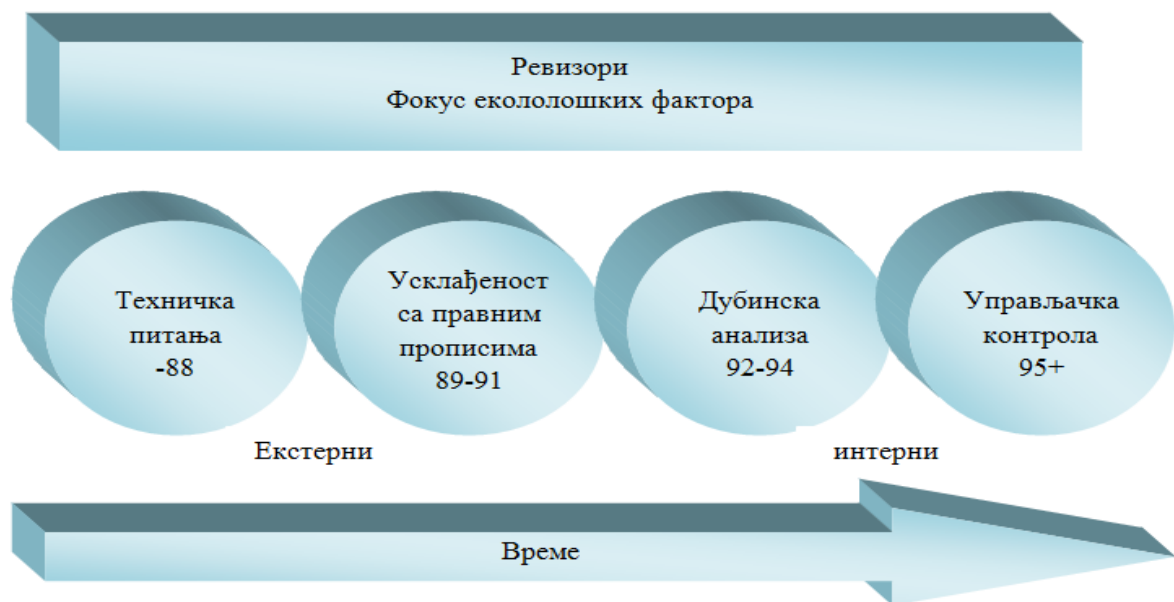 Ревизори
Фокус екололошких фактора
Техничка
питања
-88
Усклађеност
са правним
прописима
89-91
Дубинска
анализа
92-94
Управљачка
контрола
95+
Екстерни
интерни
Време